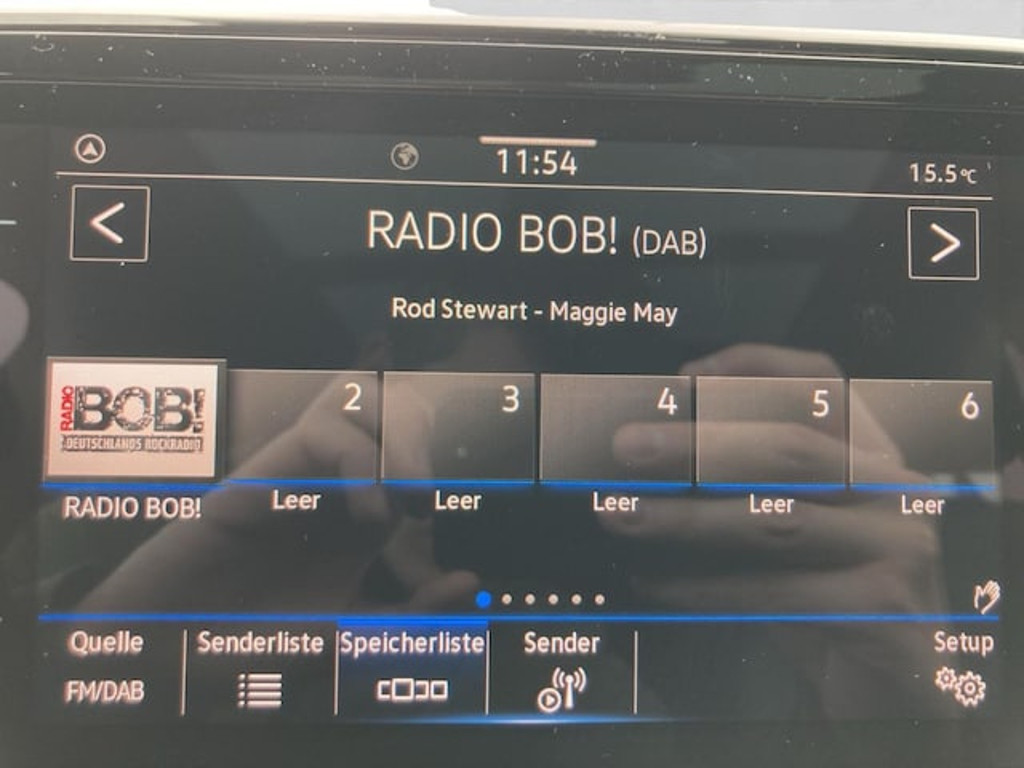 11:54
15.5°C
<
RADIO BOB! (DAB)
>
Rod Stewart - Maggie May
RADIO
BOB!
DEUTSCHLANDS ROCKRADIO
2
3
4
5
6
RADIO BOB!
Leer
Leer
Leer
Leer
Leer
Quelle
Senderliste
Speicherliste
Sender
Setup
FM/DAB